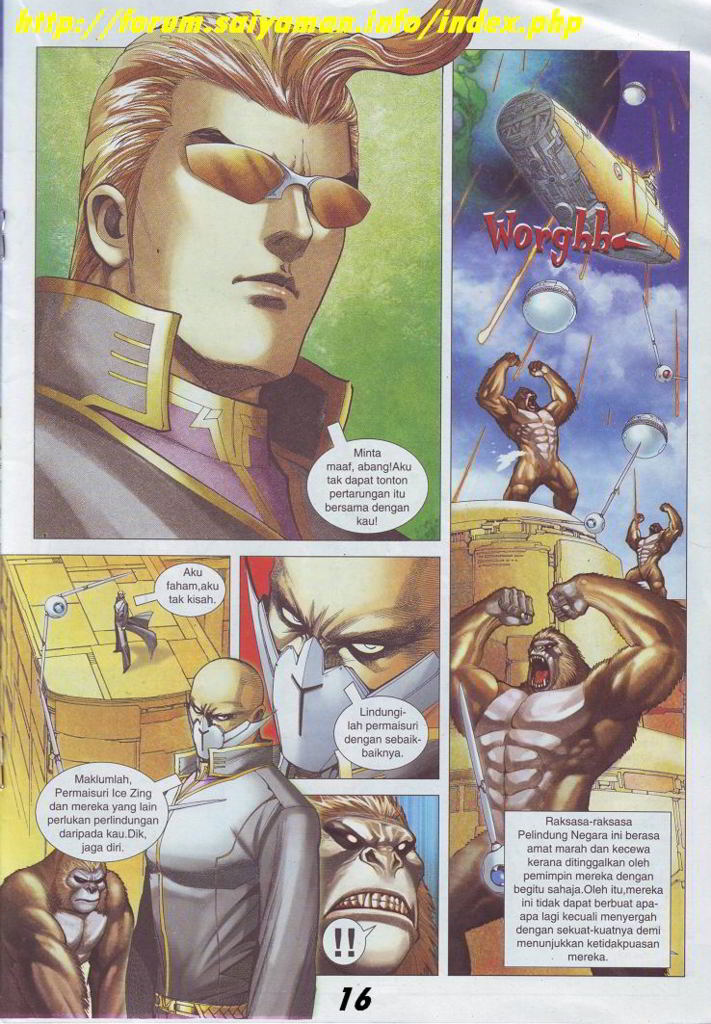 http://forum.saiyaman.info/index.php
Minta
maaf, abang!Aku
tak dapat tonton
pertarungan itu
bersama dengan
kau!
Worghh
Aku
faham,aku
tak kisah.
Lindungi-
lah permaisuri
dengan sebaik-
baiknya.
Maklumlah,
Permaisuri Ice Zing
dan mereka yang lain
perlukan perlindungan
daripada kau.Dik,
jaga diri.
!!
Raksasa-raksasa
Pelindung Negara ini berasa
amat marah dan kecewa
kerana ditinggalkan oleh
pemimpin mereka dengan
begitu sahaja.Oleh itu,mereka
ini tidak dapat berbuat apa-
apa lagi kecuali menyergah
dengan sekuat-kuatnya demi
menunjukkan ketidakpuasan
mereka.
16